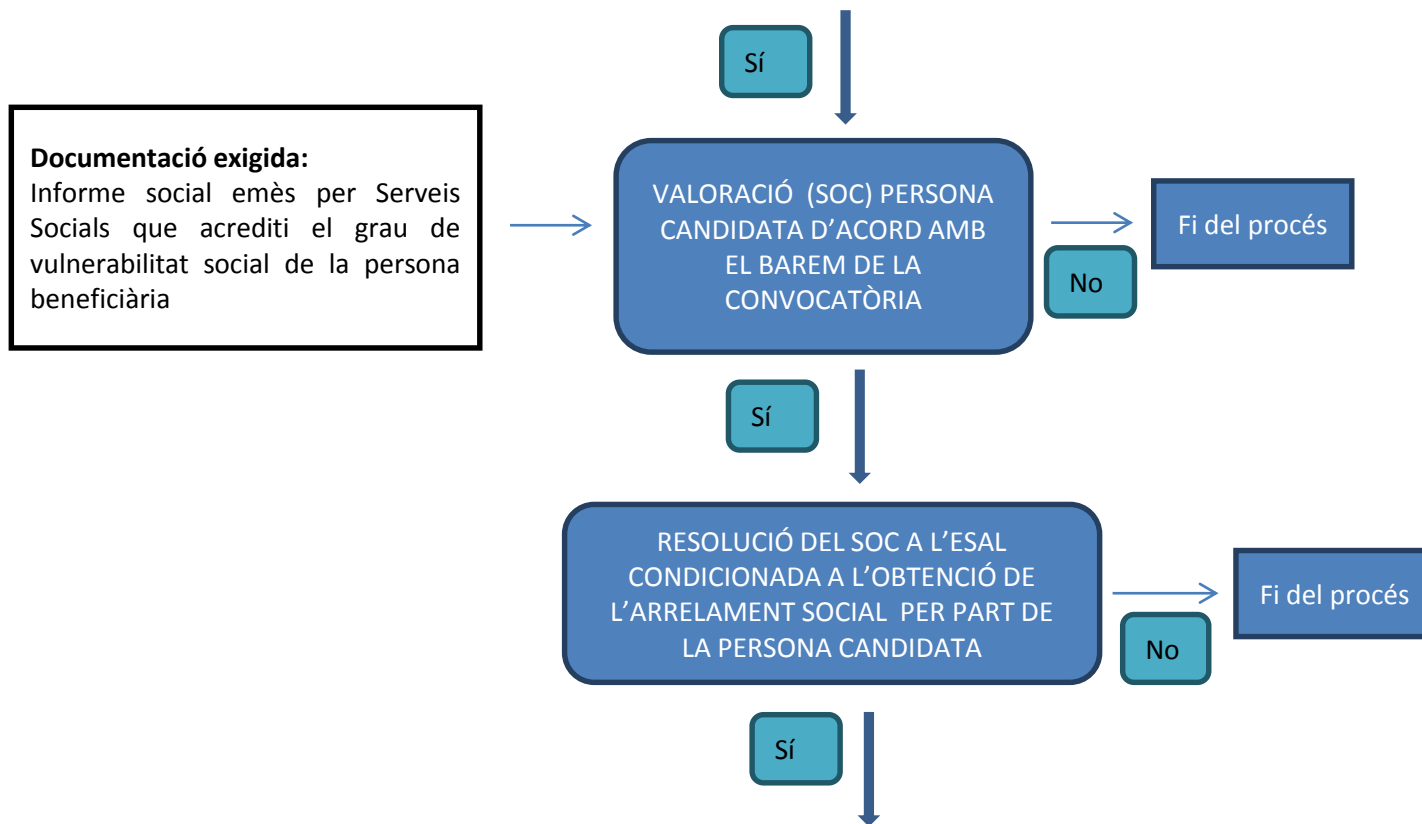 Sí
Documentació exigida:
Informe social emès per Serveis
Socials que acrediti el grau de
vulnerabilitat social de la persona
beneficiària
VALORACIÓ (SOC) PERSONA
CANDIDATA D'ACORD AMB
EL BAREM DE LA
CONVOCATÒRIA
Fi del procés
No
Sí
RESOLUCIÓ DEL SOC A L'ESAL
CONDICIONADA A L'OBTENCIÓ DE
L'ARRELAMENT SOCIAL PER PART DE
LA PERSONA CANDIDATA
Fi del procés
No
Sí